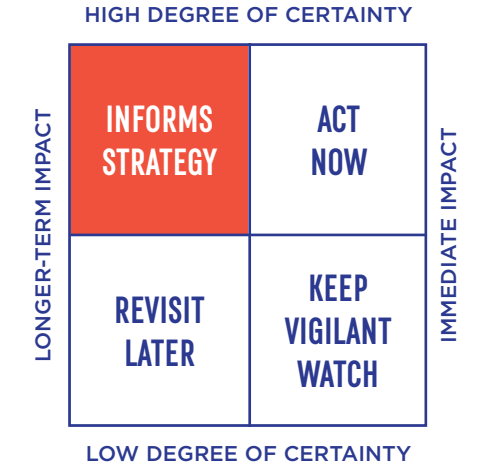 HIGH DEGREE OF CERTAINTY
LONGER-TERM IMPACT
INFORMS
STRATEGY
ACT
NOW
IMMEDIATE IMPACT
REVISIT
LATER
KEEP
VIGILANT
WATCH
LOW DEGREE OF CERTAINTY